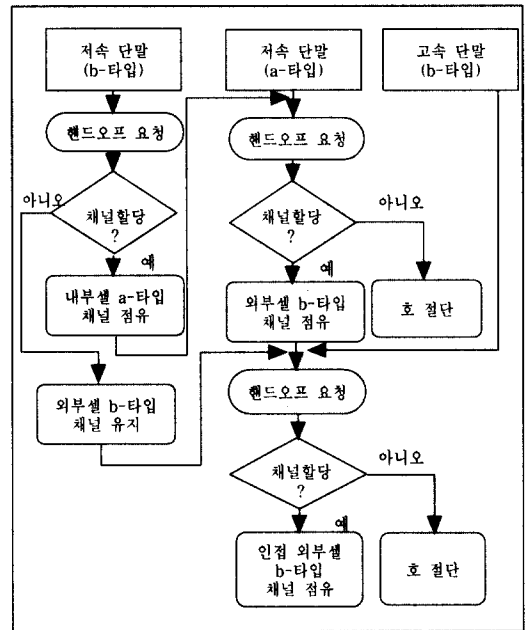 저속 단말
(b-타입)
저속 단말
(a-타입)
고속 단말
(b-타입)
핸드오프 요청
핸드오프 요청
아니오
채널할당
?
채널할당
?
아니오
예
예
내부셀 a-타입
채널 점유
외부셀 b-타입
채널 점유
호 절단
외부셀 b-타입
채널 유지
핸드오프 요청
채널할당
?
아니오
예
인접 외부셀
b-타입
채널 점유
호 절단